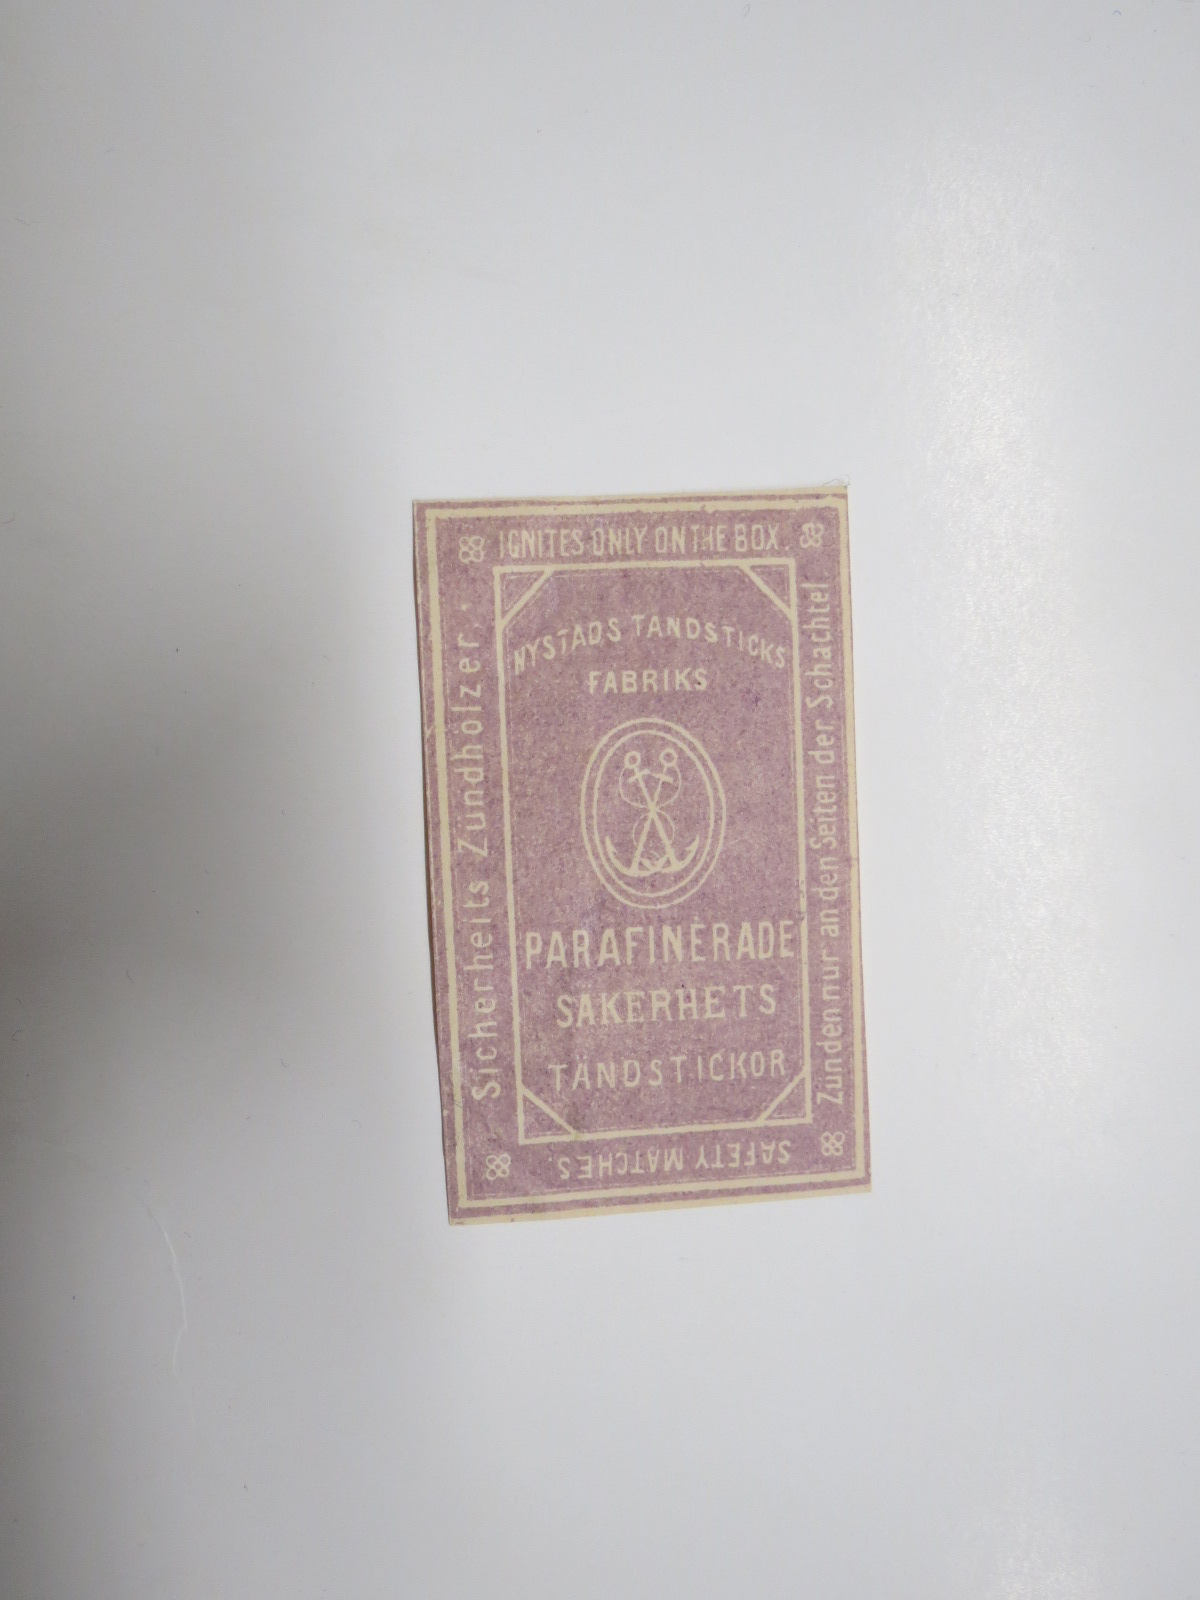 IGNITES ONLY ON THE BOX.
NYSTADS TANDSTICKS
FABRIKS
PARAFINERADE
SAKERHETS
TANDSTICKOR
SAFETY MATCHES.
Sicherheits Zündhölzer.
Zünden nur an den Seiten der Schachtel